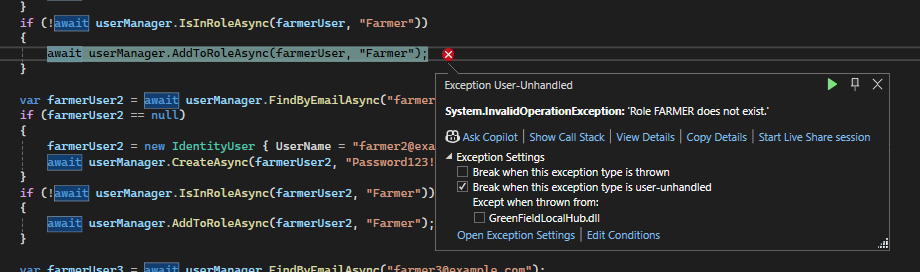 }
if (!await userManager.IsInRoleAsync(farmerUser, "Farmer"))
{
await userManager.AddToRoleAsync(farmerUser, "Farmer");
}
var farmerUser2 = await userManager.FindByEmailAsync("farmer
if (farmerUser2 == null)
{
farmerUser2 = new IdentityUser { UserName = "farmer2@exa
await userManager.CreateAsync(farmerUser2, "Password123!
}
if (!await userManager.IsInRoleAsync(farmerUser2, "Farmer"))
{
await userManager.AddToRoleAsync(farmerUser2, "Farmer");
}
var farmerUser3 = await userManager.FindByEmailAsync("farmer3@example.com");
Exception User-Unhandled
System.InvalidOperationException: 'Role FARMER does not exist.'
Ask Copilot | Show Call Stack | View Details | Copy Details | Start Live Share session
Exception Settings
Break when this exception type is thrown
Break when this exception type is user-unhandled
Except when thrown from:
GreenFieldLocalHub.dll
Open Exception Settings | Edit Conditions